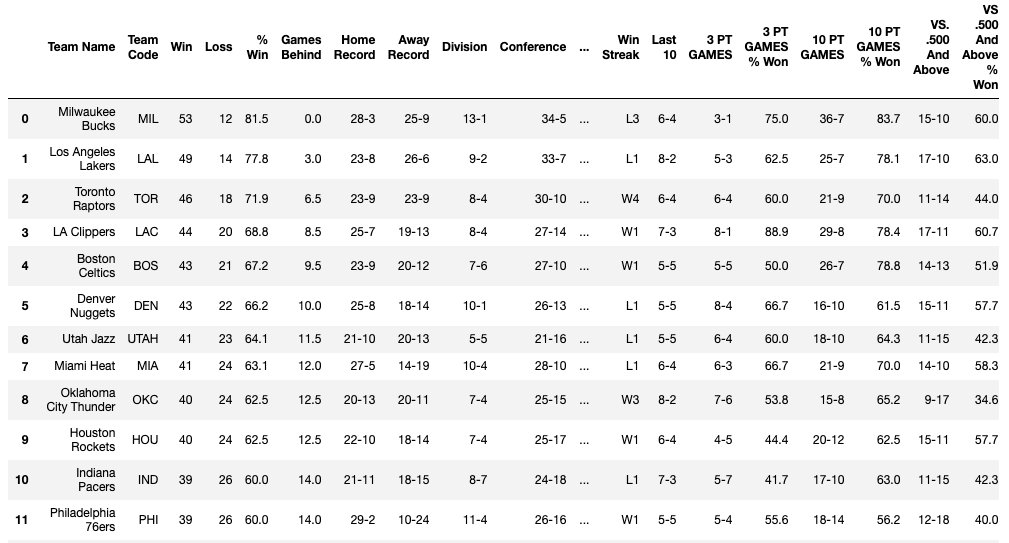 Team Name Team Code Win Loss % Win Games Behind Home Record Away Record Division Conference ... Win Streak Last 10 3 PT GAMES 3 PT GAMES % Won 10 PT GAMES 10 PT GAMES % Won VS. .500 And Above VS .500 And Above % Won
0 Milwaukee Bucks MIL 53 12 81.5 0.0 28-3 25-9 13-1 34-5 ... L3 6-4 3-1 75.0 36-7 83.7 15-10 60.0
1 Los Angeles Lakers LAL 49 14 77.8 3.0 23-8 26-6 9-2 33-7 ... L1 8-2 5-3 62.5 25-7 78.1 17-10 63.0
2 Toronto Raptors TOR 46 18 71.9 6.5 23-9 23-9 8-4 30-10 ... W4 6-4 6-4 60.0 21-9 70.0 11-14 44.0
3 LA Clippers LAC 44 20 68.8 8.5 25-7 19-13 8-4 27-14 ... W1 7-3 8-1 88.9 29-8 78.4 17-11 60.7
4 Boston Celtics BOS 43 21 67.2 9.5 23-9 20-12 7-6 27-10 ... W1 5-5 5-5 50.0 26-7 78.8 14-13 51.9
5 Denver Nuggets DEN 43 22 66.2 10.0 25-8 18-14 10-1 26-13 ... L1 5-5 8-4 66.7 16-10 61.5 15-11 57.7
6 Utah Jazz UTAH 41 23 64.1 11.5 21-10 20-13 5-5 21-16 ... L1 5-5 6-4 60.0 18-10 64.3 11-15 42.3
7 Miami Heat MIA 41 24 63.1 12.0 27-5 14-19 10-4 28-10 ... L1 6-4 6-3 66.7 21-9 70.0 14-10 58.3
8 Oklahoma City Thunder OKC 40 24 62.5 12.5 20-13 20-11 7-4 25-15 ... W3 8-2 7-6 53.8 15-8 65.2 9-17 34.6
9 Houston Rockets HOU 40 24 62.5 12.5 22-10 18-14 7-4 25-17 ... W1 6-4 4-5 44.4 20-12 62.5 15-11 57.7
10 Indiana Pacers IND 39 26 60.0 14.0 21-11 18-15 8-7 24-18 ... L1 7-3 5-7 41.7 17-10 63.0 11-15 42.3
11 Philadelphia 76ers PHI 39 26 60.0 14.0 29-2 10-24 11-4 26-16 ... W1 5-5 5-4 55.6 18-14 56.2 12-18 40.0